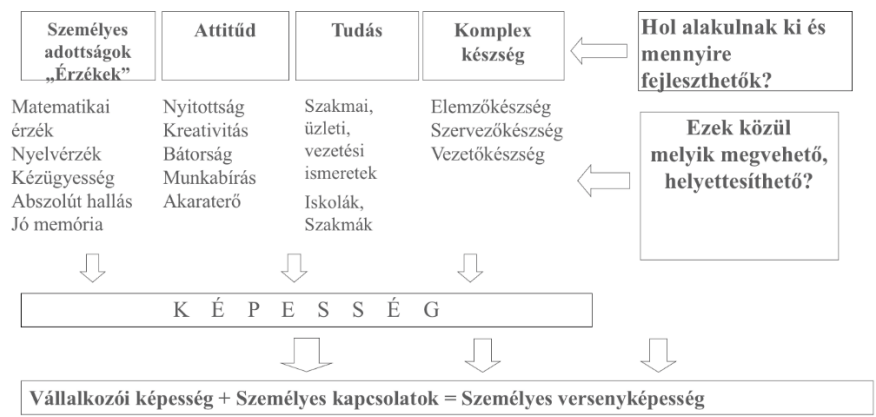 Személyes
adottságok
„Érzékek”
Attitűd
Tudás
Komplex
készség
Hol alakulnak ki és
mennyire
fejleszthetők?
Matematikai
érzék
Nyelvérzék
Kézügyesség
Abszolút hallás
Jó memória
Nyitottság
Kreativitás
Bátorság
Munkabírás
Akaraterő
Szakmai,
üzleti,
vezetési
ismeretek
Iskolák,
Szakmák
Elemzőkészség
Szervezőkészség
Vezetőkészség
Ezek közül
melyik megvehető,
helyettesíthető?
K É P E S S É G
Vállalkozói képesség + Személyes kapcsolatok = Személyes versenyképesség